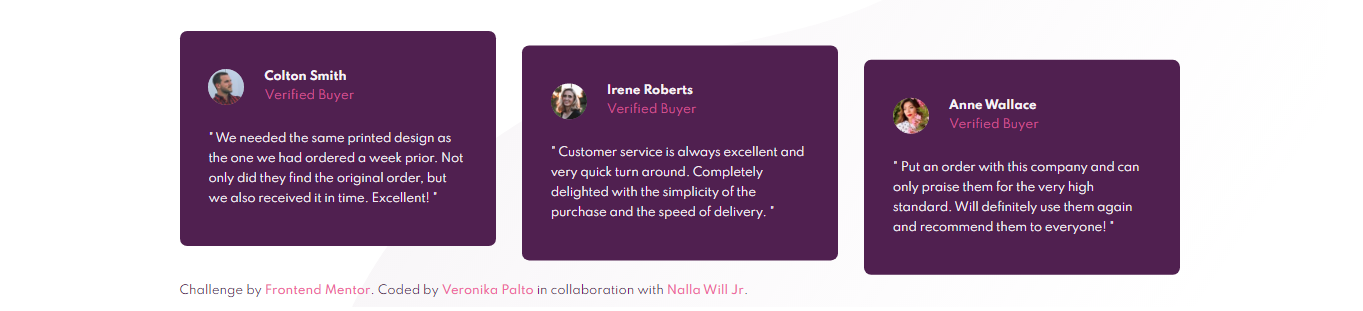 Colton Smith
Verified Buyer
" We needed the same printed design as
the one we had ordered a week prior. Not
only did they find the original order, but
we also received it in time. Excellent! "
Irene Roberts
Verified Buyer
" Customer service is always excellent and
very quick turn around. Completely
delighted with the simplicity of the
purchase and the speed of delivery. "
Anne Wallace
Verified Buyer
" Put an order with this company and can
only praise them for the very high
standard. Will definitely use them again
and recommend them to everyone! "
Challenge by Frontend Mentor. Coded by Veronika Palto in collaboration with Nalla Will Jr.